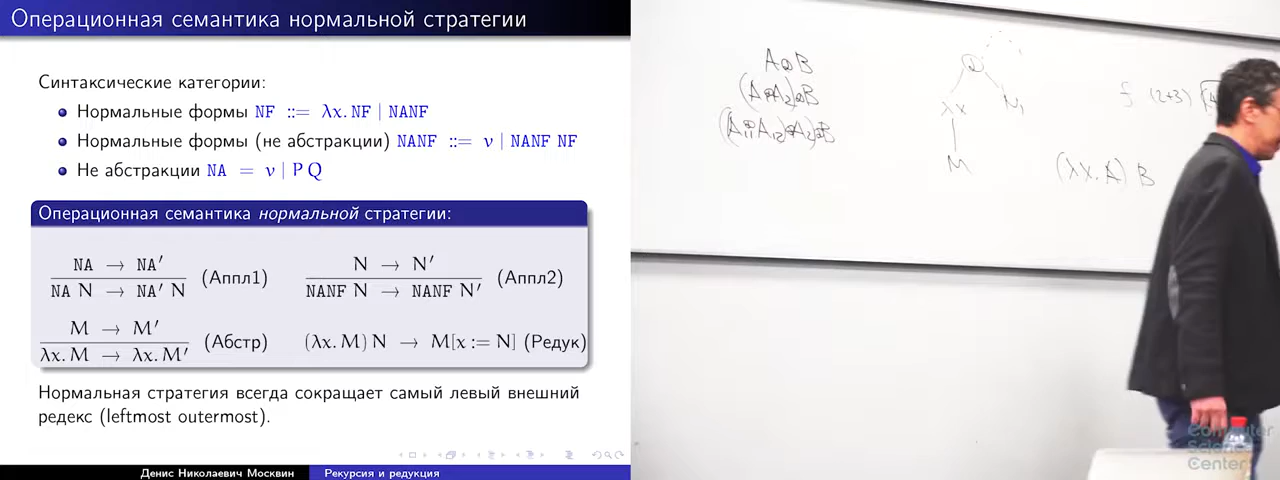 Операционная семантика нормальной стратегии
Синтаксические категории:
Нормальные формы NF ::= λx. NF | NANF
Нормальные формы (не абстракции) NANF ::= v | NANF NF
Не абстракции NA = v | P Q
Операционная семантика нормальной стратегии:
NA → NA′
NA N → NA′ N (Аппл1)
N → N′
NANF N → NANF N′ (Аппл2)
M → M′
λx. M → λx. M′ (Абстр)
(λx. M) N → M[x := N] (Редук)
Нормальная стратегия всегда сокращает самый левый внешний
редекс (leftmost outermost).
Денис Николаевич Москвин
Рекурсия и редукция
A@B
λx
N₁
M
f (2+3)
(λx.A) B
Computer
Science
Center